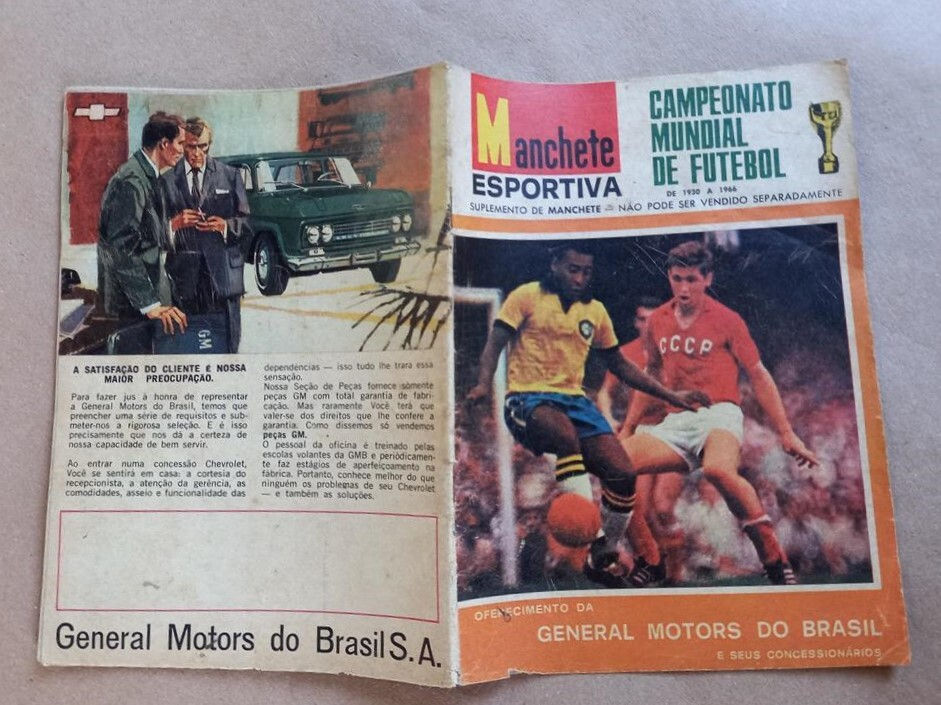 GM
A SATISFAÇÃO DO CLIENTE É NOSSA
MAIOR PREOCUPAÇÃO.
Para fazer jus à honra de representar
a General Motors do Brasil, temos que
preencher uma série de requisitos e sub-
meter-nos a rigorosa seleção. E é isso
precisamente que nos dá a certeza de
nossa capacidade de bem servir.
Ao entrar numa concessão Chevrolet,
Você se sentirá em casa: a cortesia do
recepcionista, a atenção da gerência, as
comodidades, asseio e funcionalidade das
dependências — isso tudo lhe trara essa
sensação.
Nossa Seção de Peças fornece sòmente
peças GM com total garantia de fabri-
cação. Mas raramente Você terá que
valer-se dos direitos que lhe confere a
garantia. Como dissemos só vendemos
peças GM.
O pessoal da oficina é treinado pelas
escolas volantes da GMB e periòdicamen-
te faz estágios de aperfeiçoamento na
fábrica. Portanto, conhece melhor do que
ninguém os problemas de seu Chevrolet
— e também as soluções.
General Motors do Brasil S.A.
Manchete
ESPORTIVA
CAMPEONATO
MUNDIAL
DE FUTEBOL
DE 1930 A 1966
SUPLEMENTO DE MANCHETE — NÃO PODE SER VENDIDO SEPARADAMENTE
CCCP
OFERECIMENTO DA
GENERAL MOTORS DO BRASIL
E SEUS CONCESSIONÁRIOS